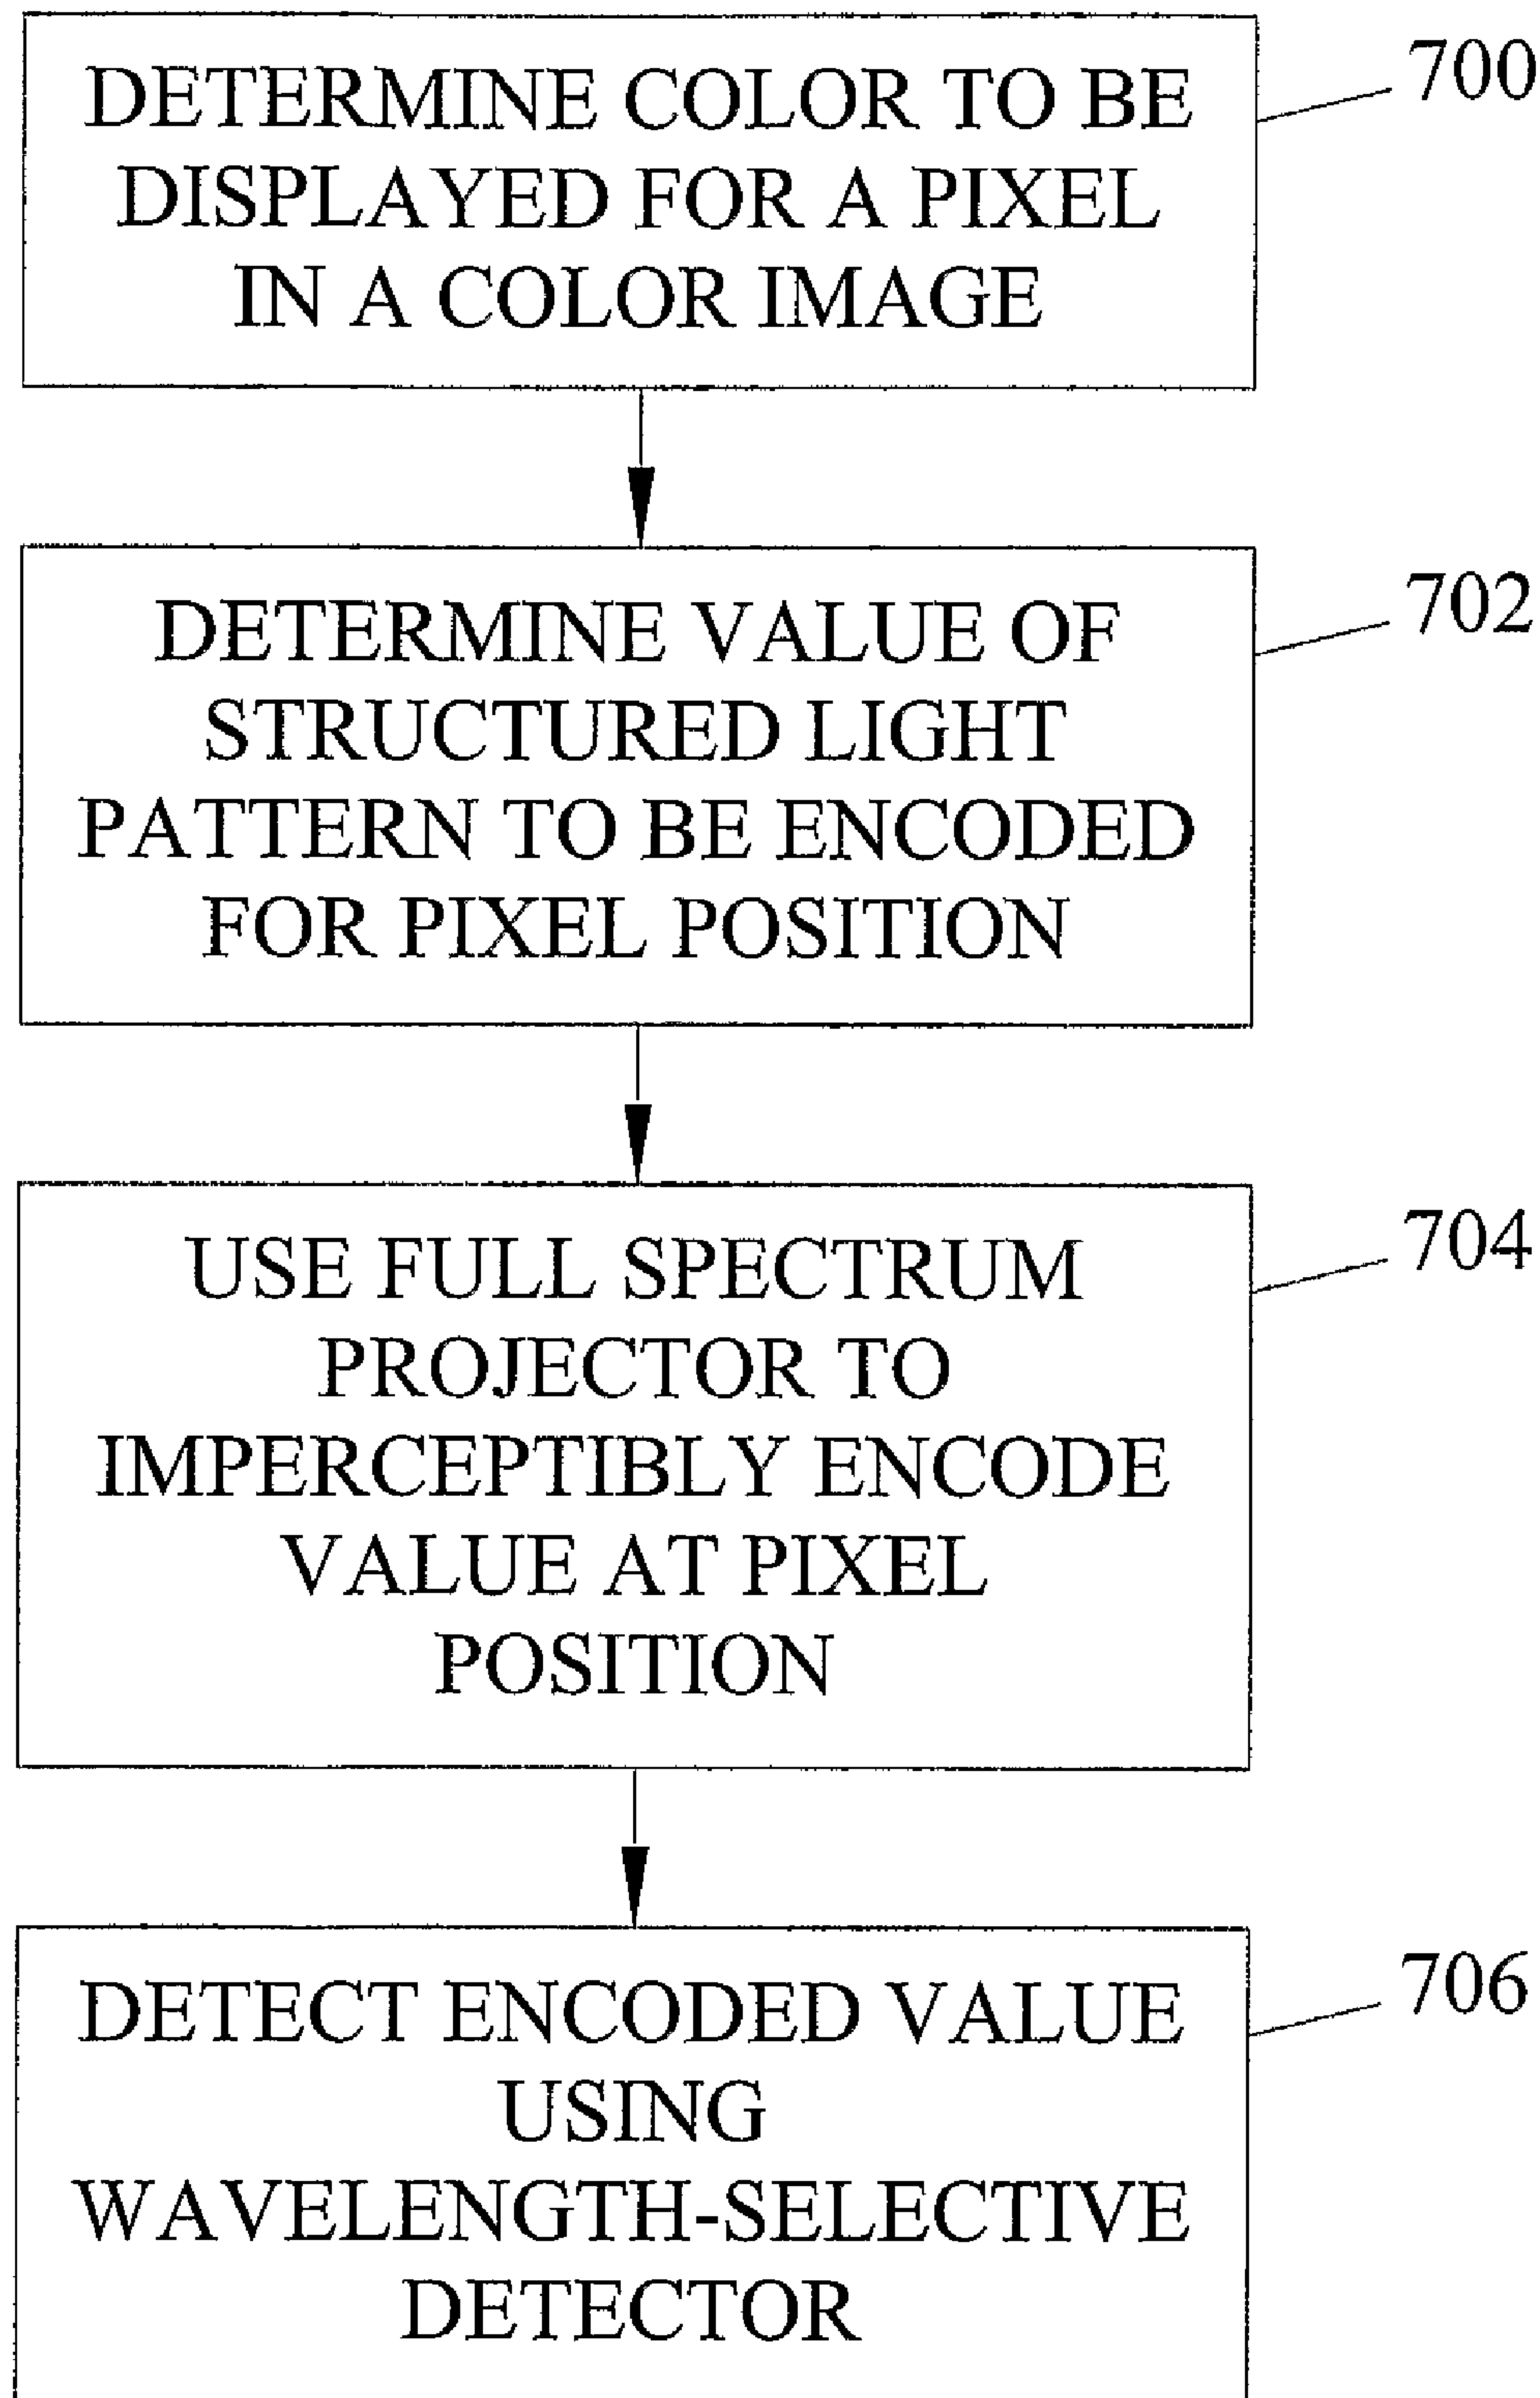 DETERMINE COLOR TO BE
DISPLAYED FOR A PIXEL
IN A COLOR IMAGE
700
DETERMINE VALUE OF
STRUCTURED LIGHT
PATTERN TO BE ENCODED
FOR PIXEL POSITION
702
USE FULL SPECTRUM
PROJECTOR TO
IMPERCEPTIBLY ENCODE
VALUE AT PIXEL
POSITION
704
DETECT ENCODED VALUE
USING
WAVELENGTH-SELECTIVE
DETECTOR
706